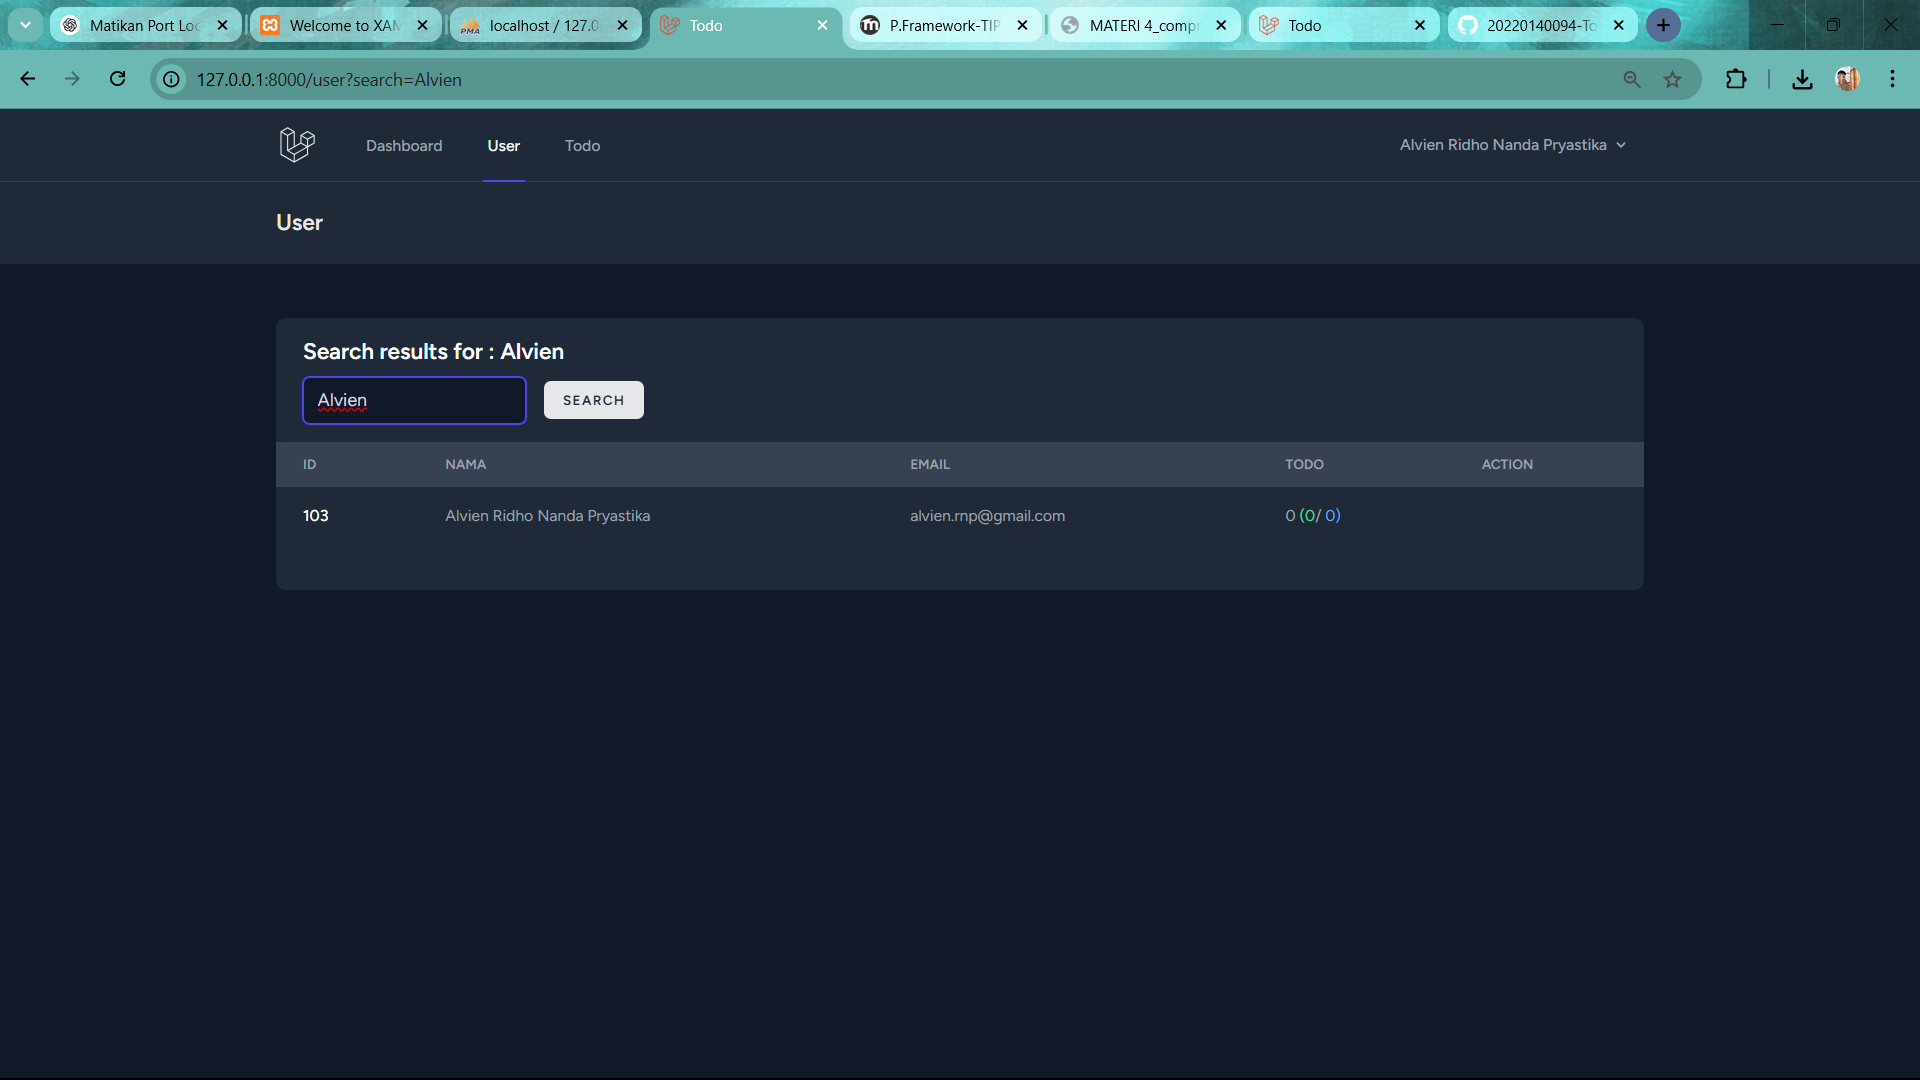 Matikan Port Loc
Welcome to XAM
PMA
localhost / 127.0
Todo
P.Framework-TIP
MATERI 4_comp
Todo
20220140094-To
127.0.0.1:8000/user?search=Alvien
Dashboard
User
Todo
Alvien Ridho Nanda Pryastika
User
Search results for : Alvien
Alvien
SEARCH
ID NAMA EMAIL TODO ACTION
103 Alvien Ridho Nanda Pryastika alvien.rnp@gmail.com 0 (0/ 0)